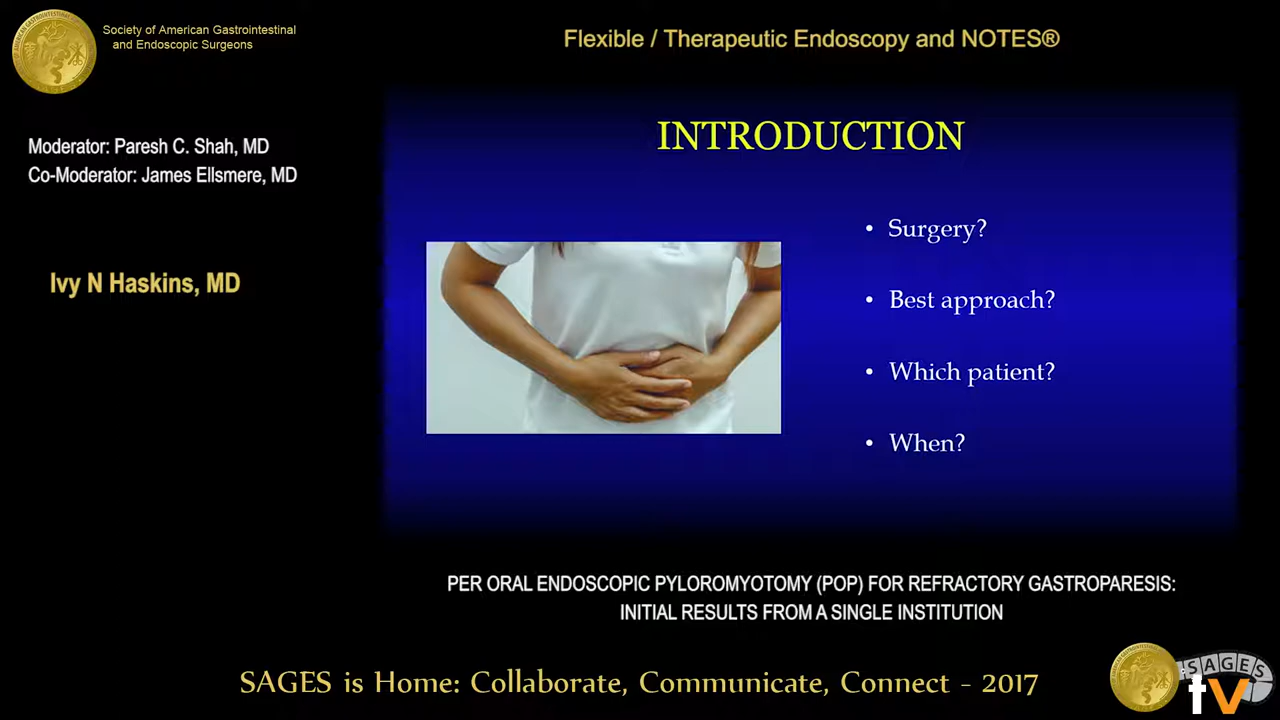 Society of American Gastrointestinal
and Endoscopic Surgeons
Flexible / Therapeutic Endoscopy and NOTES®
Moderator: Paresh C. Shah, MD
Co-Moderator: James Ellsmere, MD
Ivy N Haskins, MD
INTRODUCTION
• Surgery?
• Best approach?
• Which patient?
• When?
PER ORAL ENDOSCOPIC PYLOROMYOTOMY (POP) FOR REFRACTORY GASTROPARESIS:
INITIAL RESULTS FROM A SINGLE INSTITUTION
SAGES is Home: Collaborate, Communicate, Connect - 2017
SAGES
tv